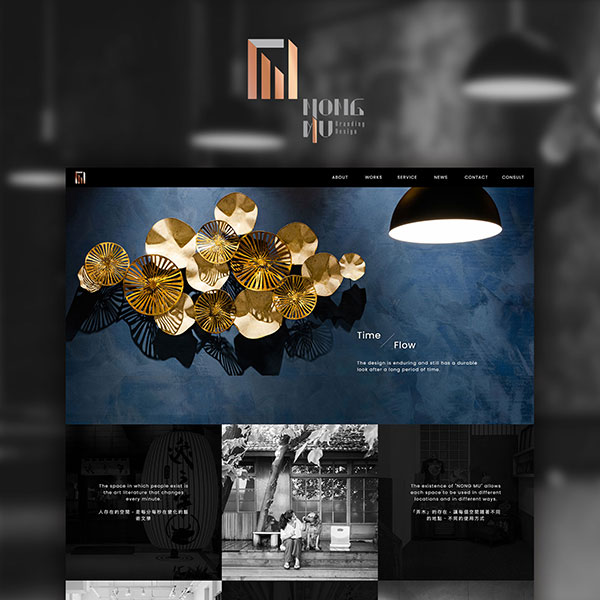 NONG
MU Branding
Design
ABOUT WORKS SERVICE NEWS CONTACT CONSULT
Time
Flow
The design is enduring and still has a durable
look after a long period of time.
The space in which people exist is
the art literature that changes
every minute.
人存在的空間，是每分每秒在變化的藝
術文學
The existence of "NONG MU" allows
each space to be used in different
locations and in different ways.
「弄木」的存在，讓每個空間隨著不同
的地點，不同的使用方式